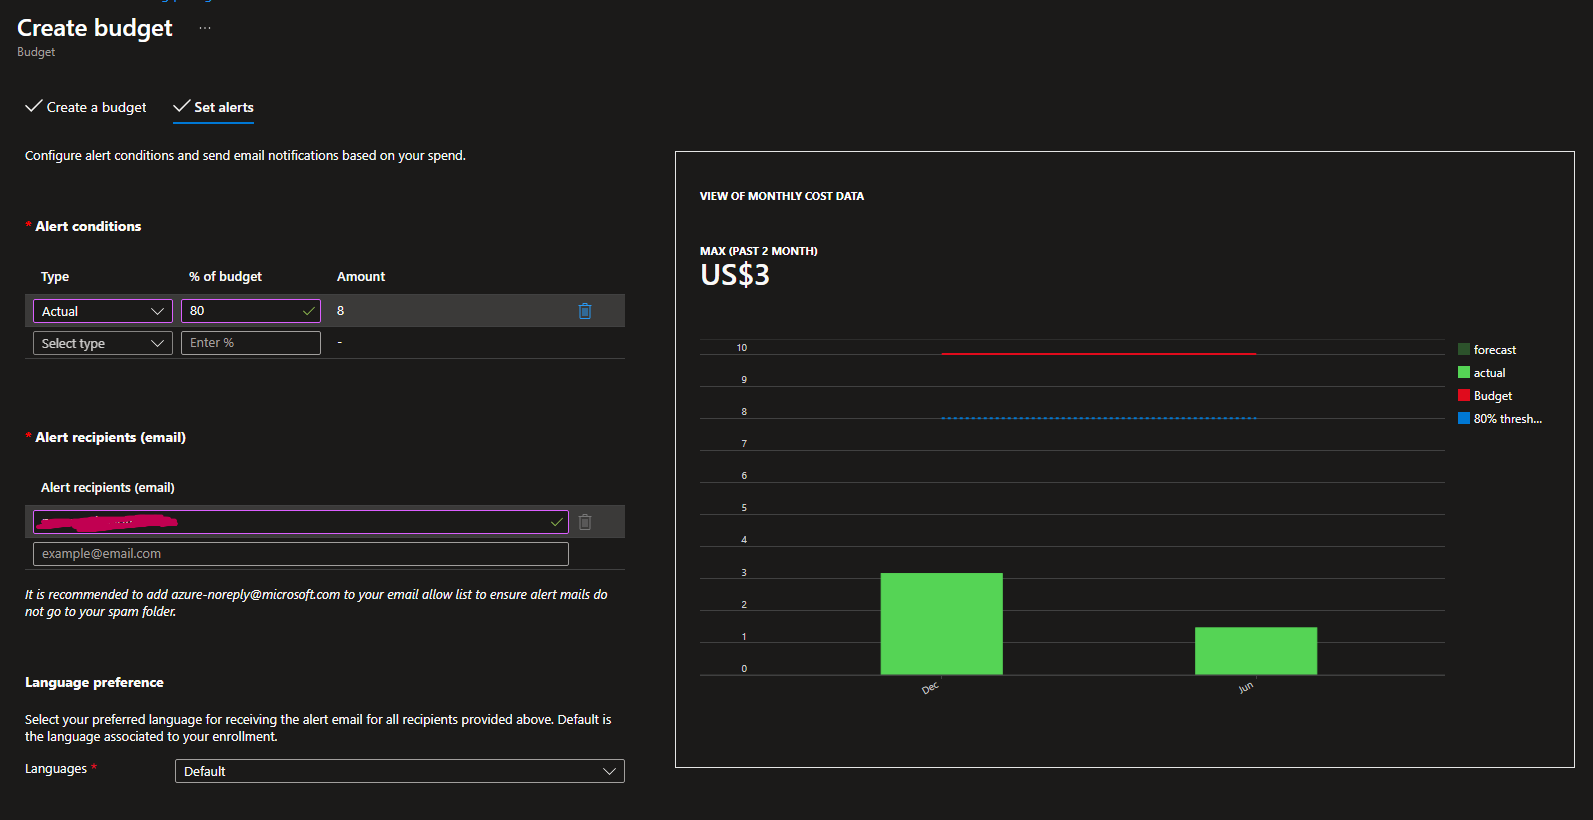 Create budget ...
Budget
Create a budget
Set alerts
Configure alert conditions and send email notifications based on your spend.
* Alert conditions
Type % of budget Amount
Actual 80 8
Select type Enter % -
* Alert recipients (email)
Alert recipients (email)
example@email.com
It is recommended to add azure-noreply@microsoft.com to your email allow list to ensure alert mails do
not go to your spam folder.
Language preference
Select your preferred language for receiving the alert email for all recipients provided above. Default is
the language associated to your enrollment.
Languages * Default
VIEW OF MONTHLY COST DATA
MAX (PAST 2 MONTH)
US$3
10
9
8
7
6
5
4
3
2
1
0
Dec Jun
forecast
actual
Budget
80% thresh...